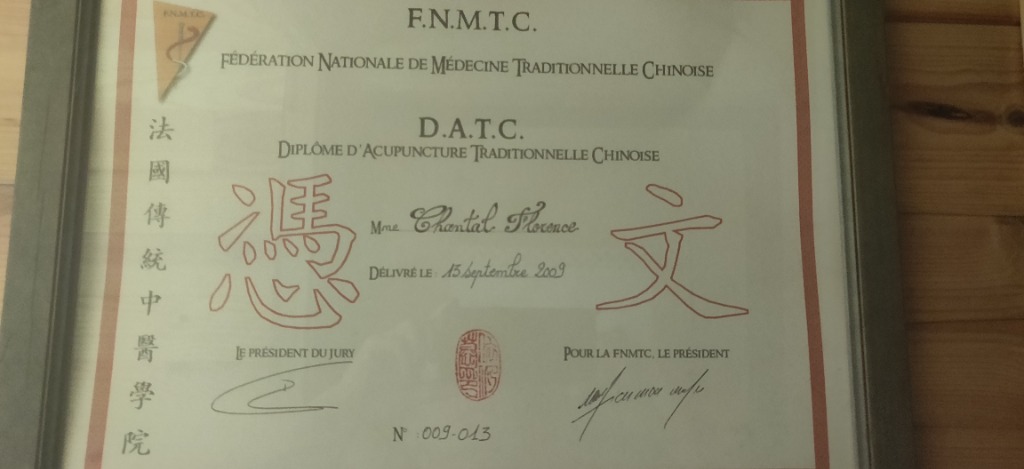 F.N.M.T.C.
F.N.M.T.C.
FÉDÉRATION NATIONALE DE MÉDECINE TRADITIONNELLE CHINOISE
D.A.T.C.
DIPLÔME D'ACUPUNCTURE TRADITIONNELLE CHINOISE
法國傳統中醫學院
憑
文
Mme Chantal Florence
DÉLIVRÉ LE : 15 septembre 2009
LE PRÉSIDENT DU JURY
POUR LA FNMTC, LE PRÉSIDENT
N° : 009-013